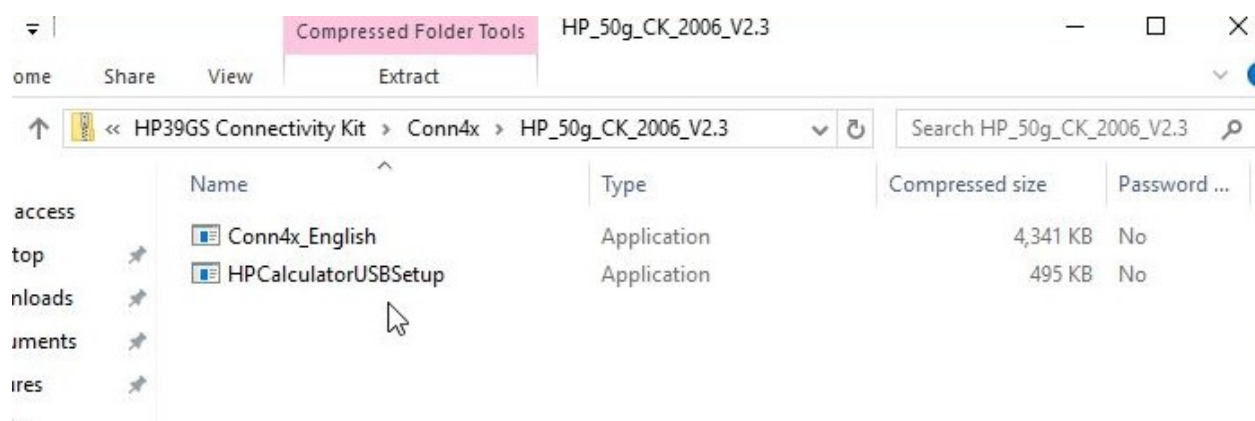 Compressed Folder Tools HP_50g_CK_2006_V2.3
ome Share View Extract
« HP39GS Connectivity Kit › Conn4x › HP_50g_CK_2006_V2.3 Search HP_50g_CK_2006_V2.3
Name Type Compressed size Password ...
access
Conn4x_English Application 4,341 KB No
top
HPCalculatorUSBSetup Application 495 KB No
nloads
uments
ires